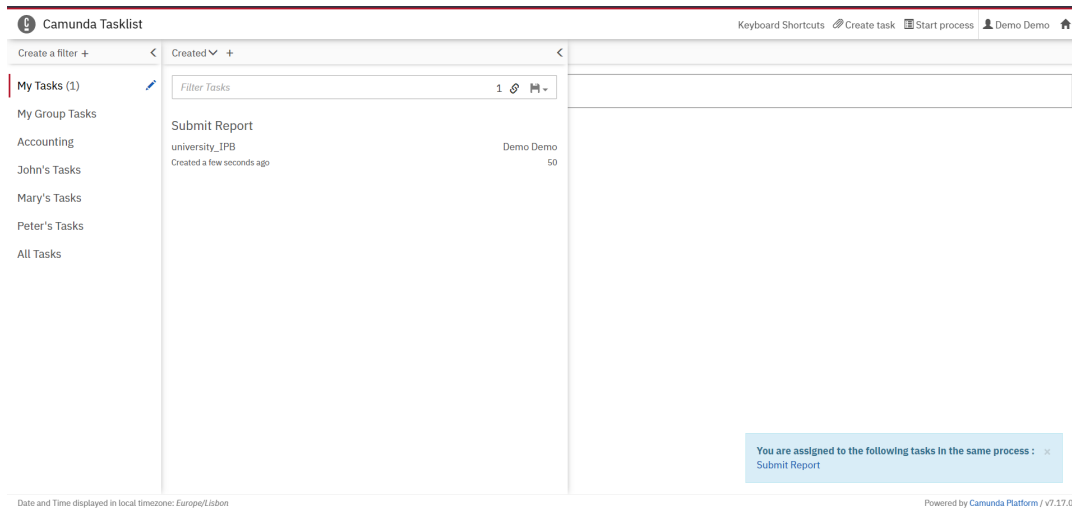 Camunda Tasklist
Keyboard Shortcuts Create task Start process Demo Demo
Create a filter +
Created +
My Tasks (1)
My Group Tasks
Accounting
John's Tasks
Mary's Tasks
Peter's Tasks
All Tasks
Filter Tasks 1
Submit Report
university_IPB Demo Demo
Created a few seconds ago 50
You are assigned to the following tasks in the same process : ×
Submit Report
Date and Time displayed in local timezone: Europe/Lisbon
Powered by Camunda Platform / v7.17.0